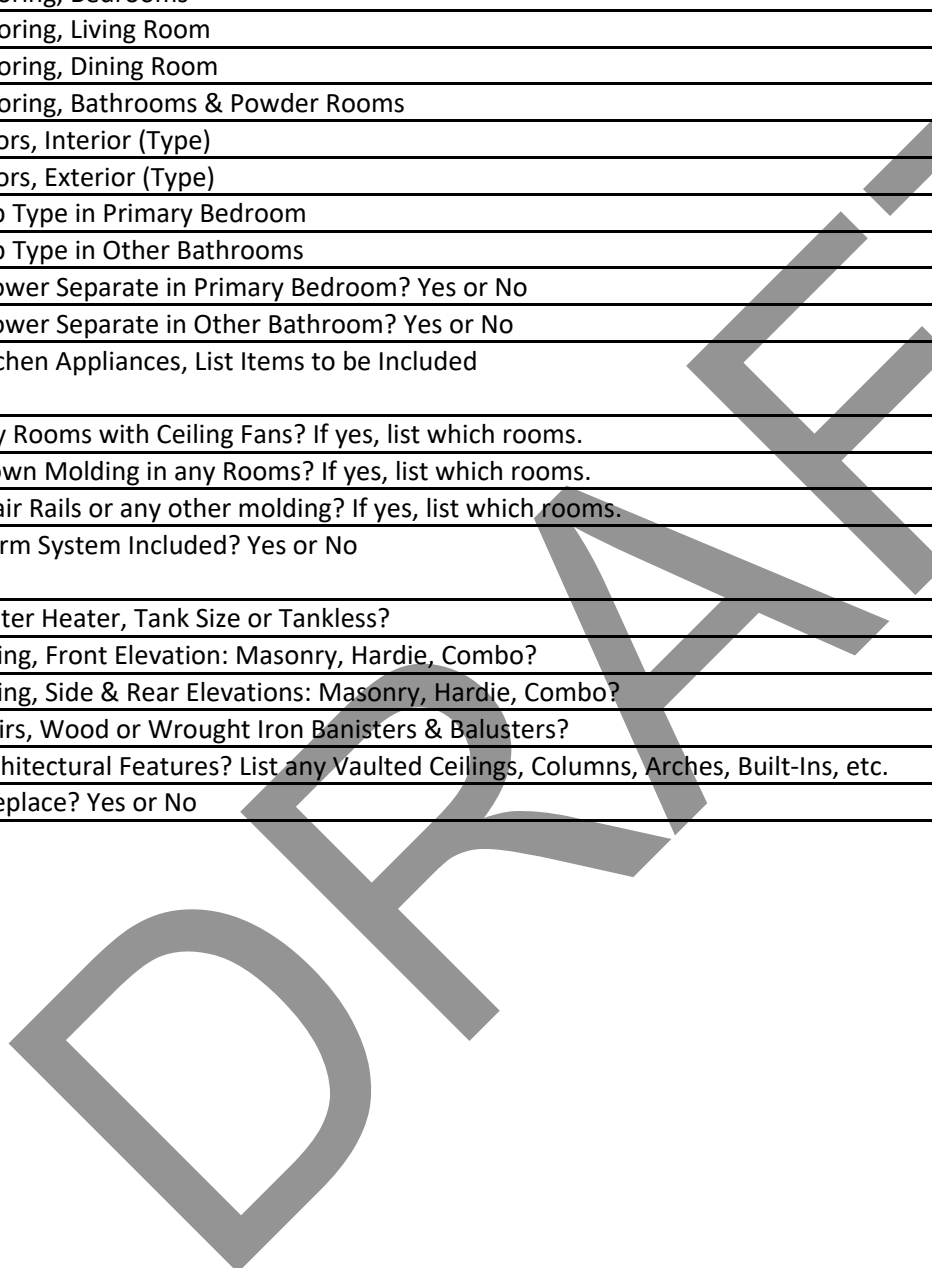 oring, Bedrooms
oring, Living Room
oring, Dining Room
oring, Bathrooms & Powder Rooms
ors, Interior (Type)
ors, Exterior (Type)
b Type in Primary Bedroom
b Type in Other Bathrooms
ower Separate in Primary Bedroom? Yes or No
ower Separate in Other Bathroom? Yes or No
chen Appliances, List Items to be Included
y Rooms with Ceiling Fans? If yes, list which rooms.
own Molding in any Rooms? If yes, list which rooms.
air Rails or any other molding? If yes, list which rooms.
rm System Included? Yes or No
ter Heater, Tank Size or Tankless?
ing, Front Elevation: Masonry, Hardie, Combo?
ing, Side & Rear Elevations: Masonry, Hardie, Combo?
irs, Wood or Wrought Iron Banisters & Balusters?
hitectural Features? List any Vaulted Ceilings, Columns, Arches, Built-Ins, etc.
eplace? Yes or No
DRAFT